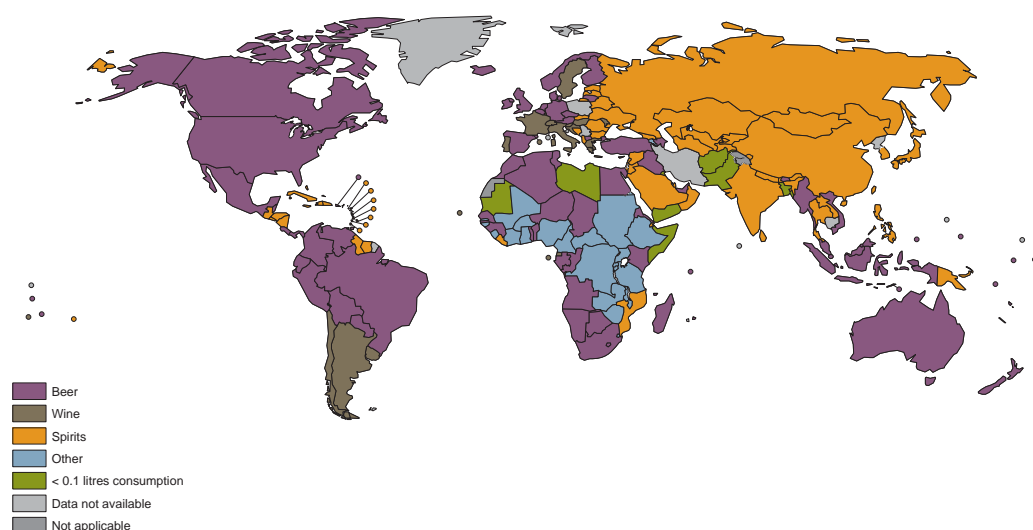 Beer
Wine
Spirits
Other
< 0.1 litres consumption
Data not available
Not applicable